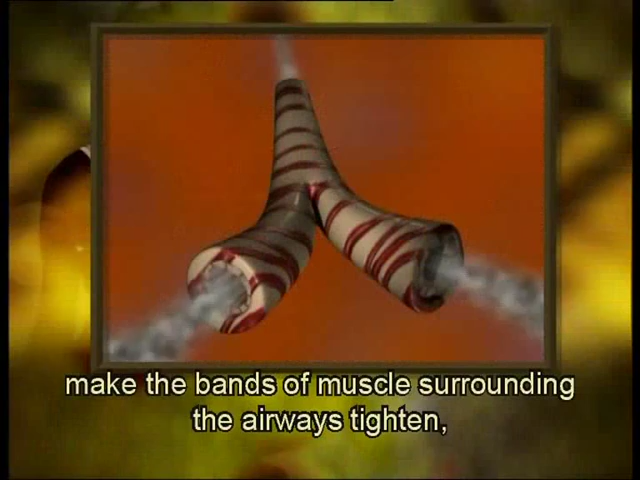 make the bands of muscle surrounding
the airways tighten,